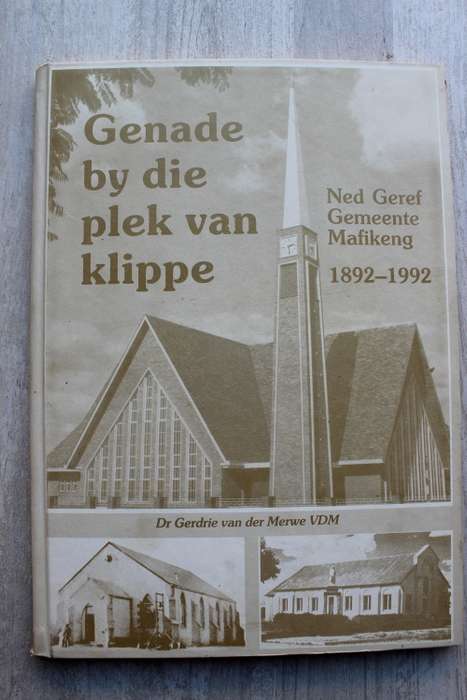 Genade
by die
plek van
klippe
Ned Geref
Gemeente
Mafikeng
1892–1992
Dr Gerdrie van der Merwe VDM